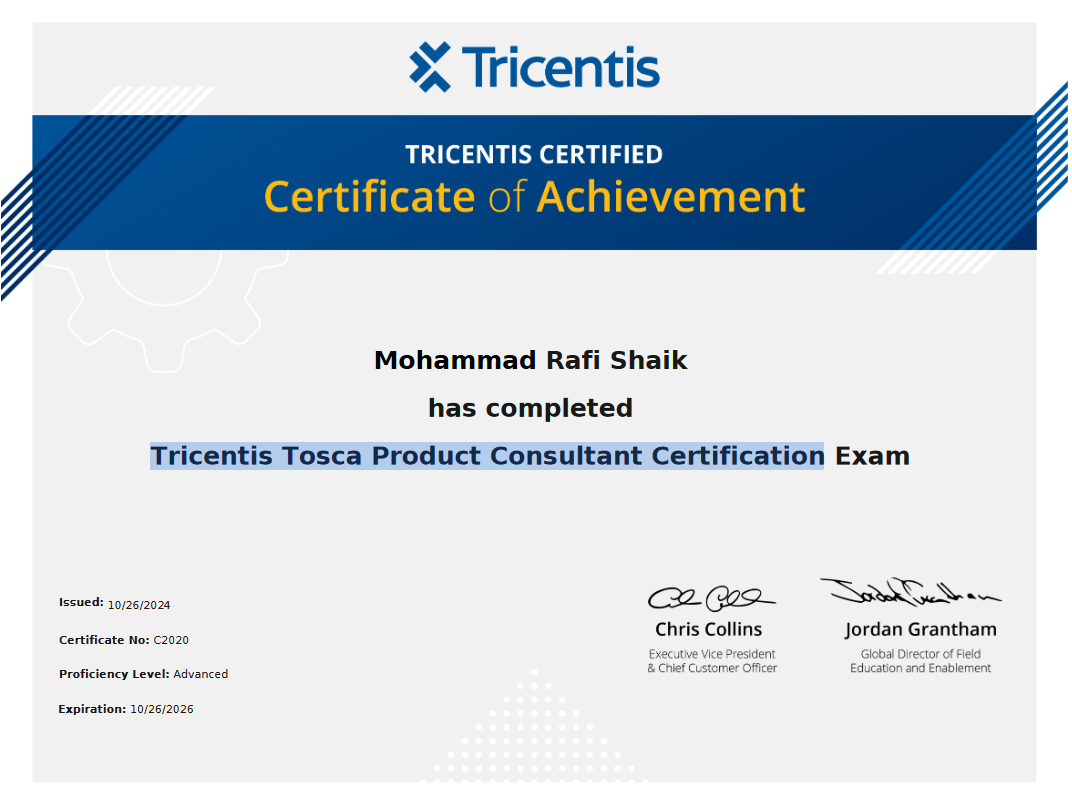 Tricentis
TRICENTIS CERTIFIED
Certificate of Achievement
Mohammad Rafi Shaik
has completed
Tricentis Tosca Product Consultant Certification Exam
Issued: 10/26/2024
Certificate No: C2020
Proficiency Level: Advanced
Expiration: 10/26/2026
Chris Collins
Executive Vice President
& Chief Customer Officer
Jordan Grantham
Global Director of Field
Education and Enablement